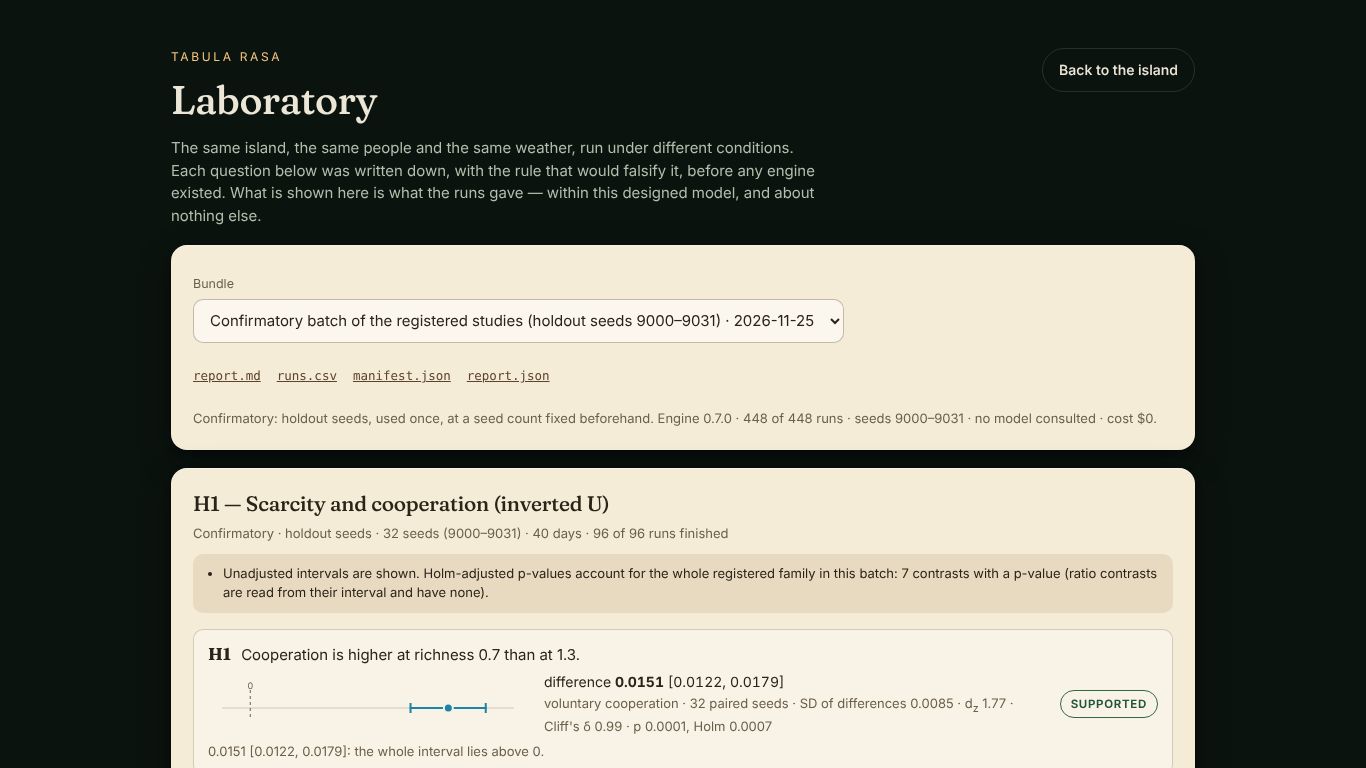 TABULA RASA
Back to the island
Laboratory
The same island, the same people and the same weather, run under different conditions.
Each question below was written down, with the rule that would falsify it, before any engine
existed. What is shown here is what the runs gave — within this designed model, and about
nothing else.
Bundle
Confirmatory batch of the registered studies (holdout seeds 9000–9031) · 2026-11-25
report.md runs.csv manifest.json report.json
Confirmatory: holdout seeds, used once, at a seed count fixed beforehand. Engine 0.7.0 · 448 of 448 runs · seeds 9000–9031 · no model consulted · cost $0.
H1 — Scarcity and cooperation (inverted U)
Confirmatory · holdout seeds · 32 seeds (9000–9031) · 40 days · 96 of 96 runs finished
• Unadjusted intervals are shown. Holm-adjusted p-values account for the whole registered family in this batch: 7 contrasts with a p-value (ratio contrasts
are read from their interval and have none).
H1 Cooperation is higher at richness 0.7 than at 1.3.
0
difference 0.0151 [0.0122, 0.0179]
voluntary cooperation · 32 paired seeds · SD of differences 0.0085 · dz 1.77 ·
Cliff's δ 0.99 · p 0.0001, Holm 0.0007
SUPPORTED
0.0151 [0.0122, 0.0179]: the whole interval lies above 0.